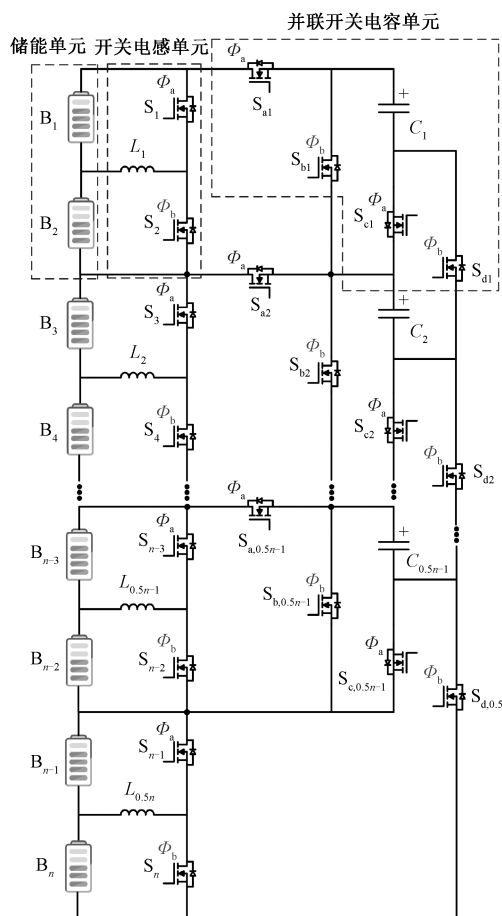 并联开关电容单元
储能单元 开关电感单元
Φa
Sa1
Φa
S1
B1
L1
+
C1
Φb
Sb1
B2
Φb
S2
Φa
Sc1
Φb
Sd1
Φa
Sa2
B3
Φa
S3
+
C2
L2
Φb
Sb2
B4
Φb
S4
Φa
Sc2
Φb
Sd2
Φa
Sa,0.5n−1
Bn−3
Φa
Sn−3
+
C0.5n−1
L0.5n−1
Φb
Sb,0.5n−1
Bn−2
Φb
Sn−2
Φa
Sc,0.5n−1
Φb
Sd,0.5
Bn−1
Φa
Sn−1
L0.5n
Bn
Φb
Sn